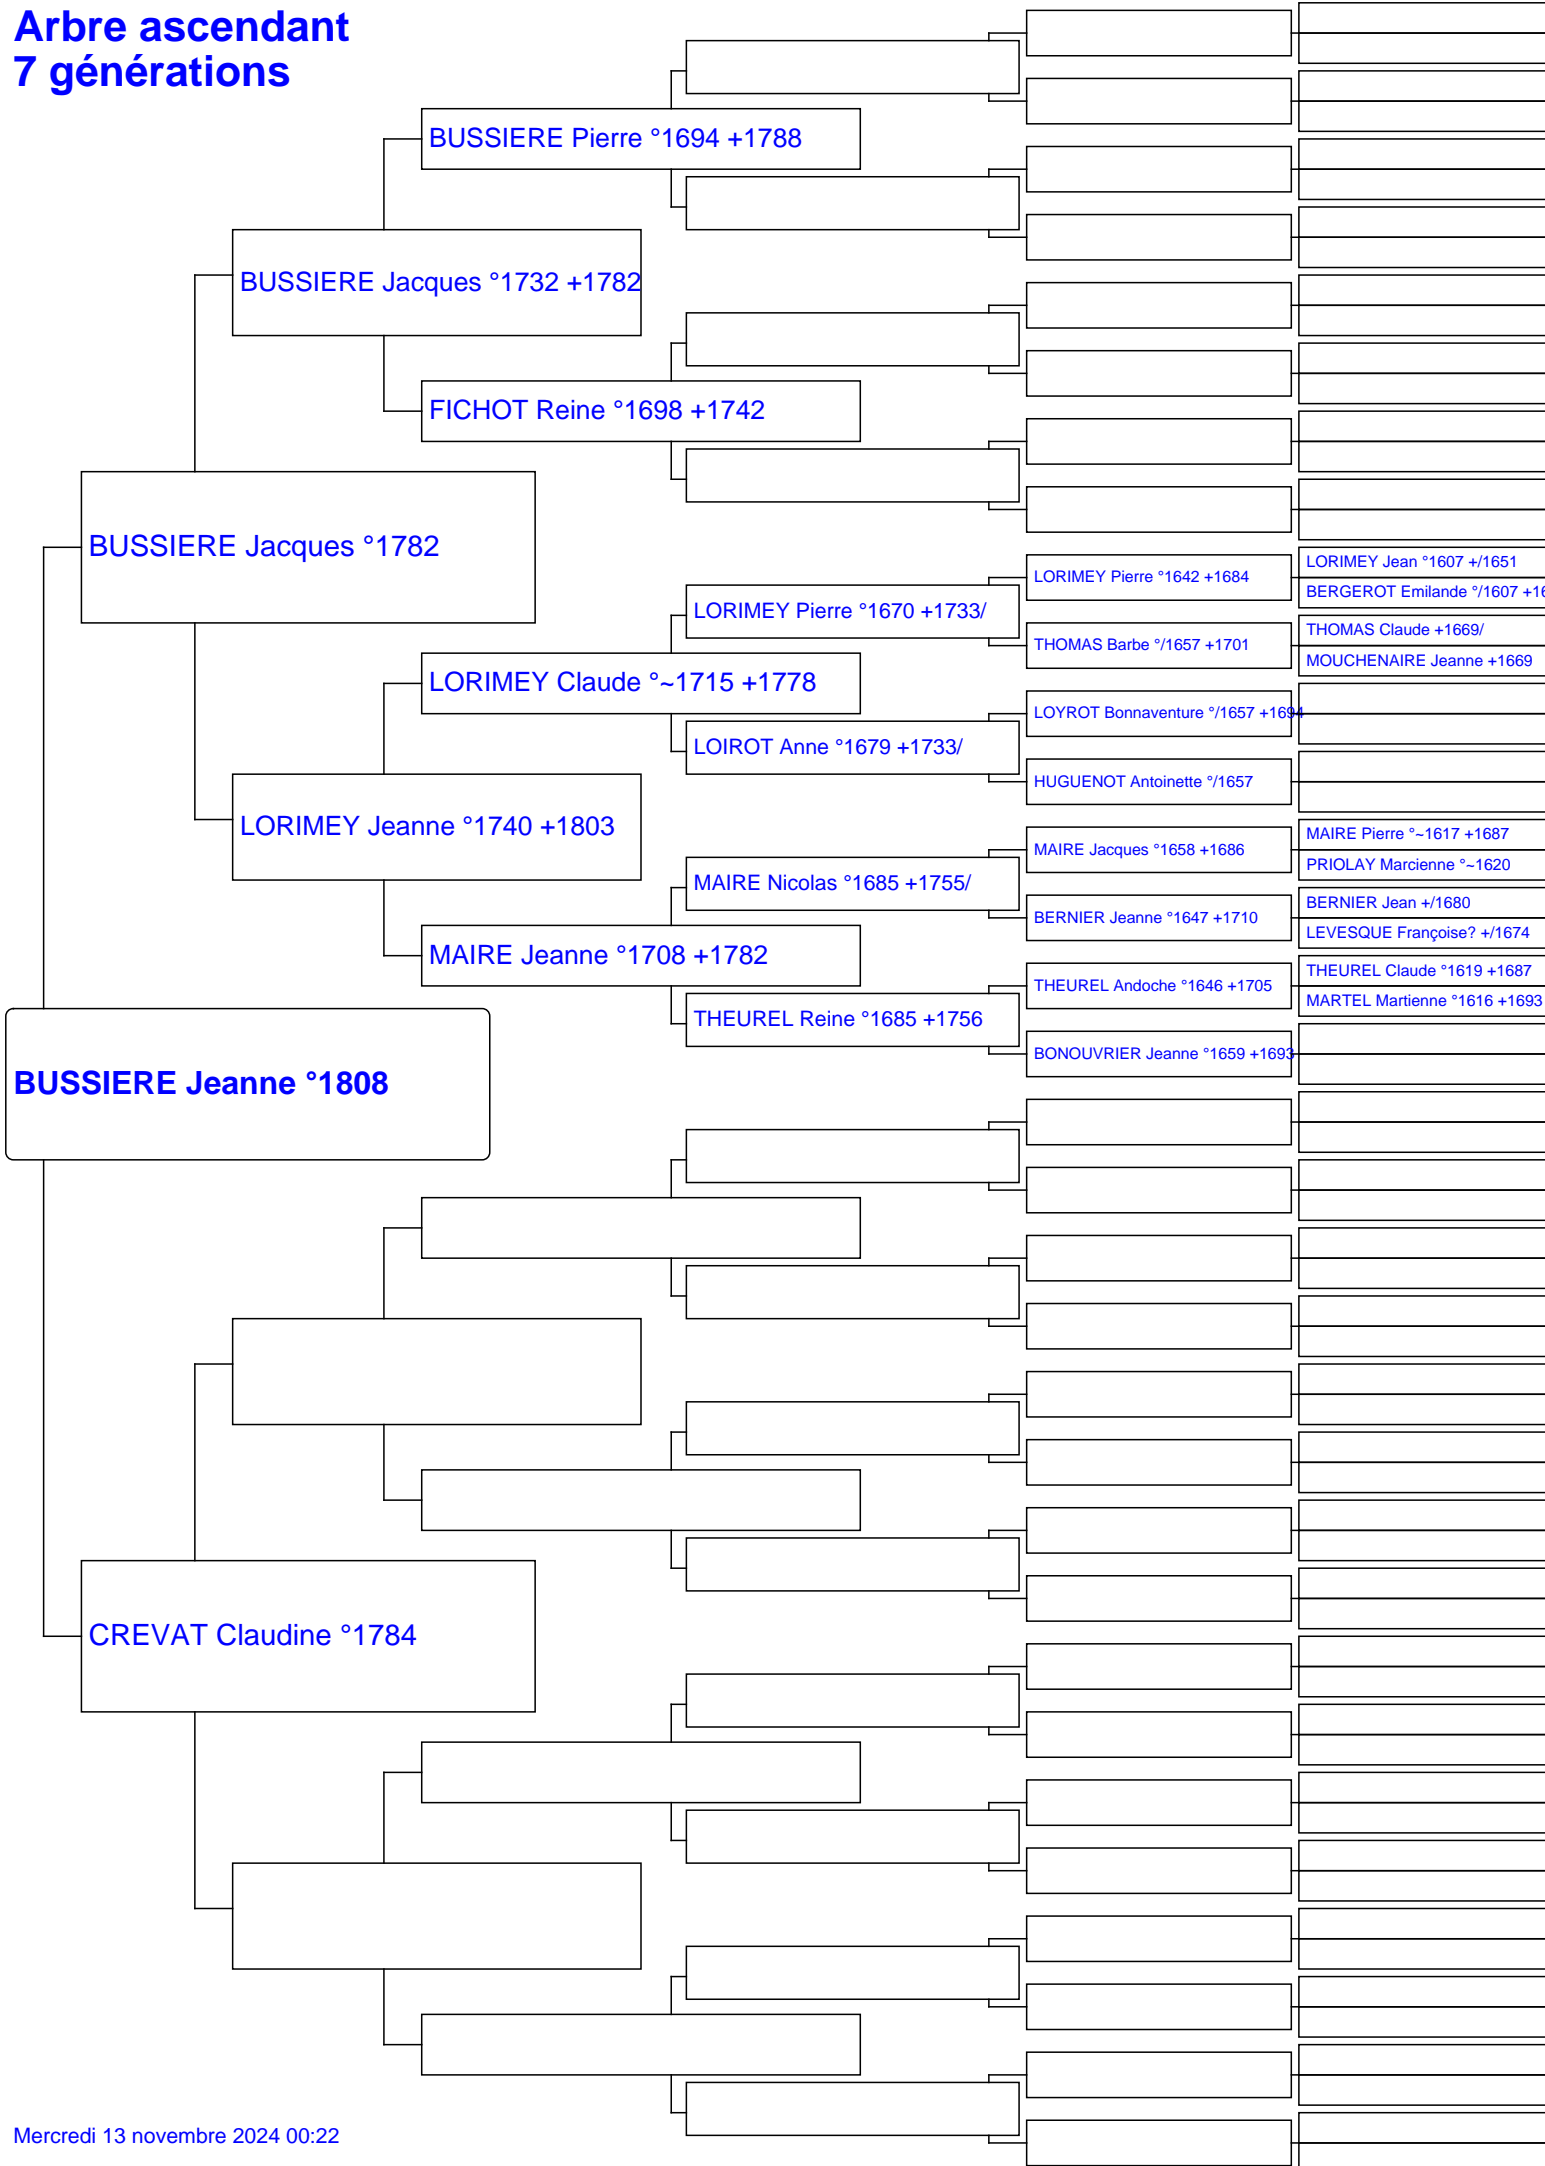 Arbre ascendant
7 générations
BUSSIERE Pierre °1694 +1788
BUSSIERE Jacques °1732 +1782
FICHOT Reine °1698 +1742
BUSSIERE Jacques °1782
LORIMEY Jean °1607 +/1651
LORIMEY Pierre °1642 +1684
BERGEROT Emilande °/1607 +16
LORIMEY Pierre °1670 +1733/
THOMAS Claude +1669/
THOMAS Barbe °/1657 +1701
MOUCHENAIRE Jeanne +1669
LORIMEY Claude °~1715 +1778
LOYROT Bonnaventure °/1657 +1694
LOIROT Anne °1679 +1733/
HUGUENOT Antoinette °/1657
LORIMEY Jeanne °1740 +1803
MAIRE Pierre °~1617 +1687
MAIRE Jacques °1658 +1686
PRIOLAY Marcienne °~1620
MAIRE Nicolas °1685 +1755/
BERNIER Jean +/1680
BERNIER Jeanne °1647 +1710
LEVESQUE Françoise? +/1674
MAIRE Jeanne °1708 +1782
THEUREL Claude °1619 +1687
THEUREL Andoche °1646 +1705
MARTEL Martienne °1616 +1693
THEUREL Reine °1685 +1756
BONOUVRIER Jeanne °1659 +1693
BUSSIERE Jeanne °1808
CREVAT Claudine °1784
Mercredi 13 novembre 2024 00:22